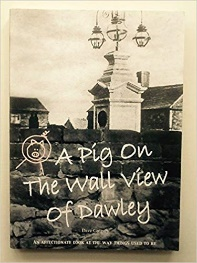 A Pig On
The Wall View
Of Dawley
AN AFFECTIONATE LOOK AT THE WAY THINGS USED TO BE